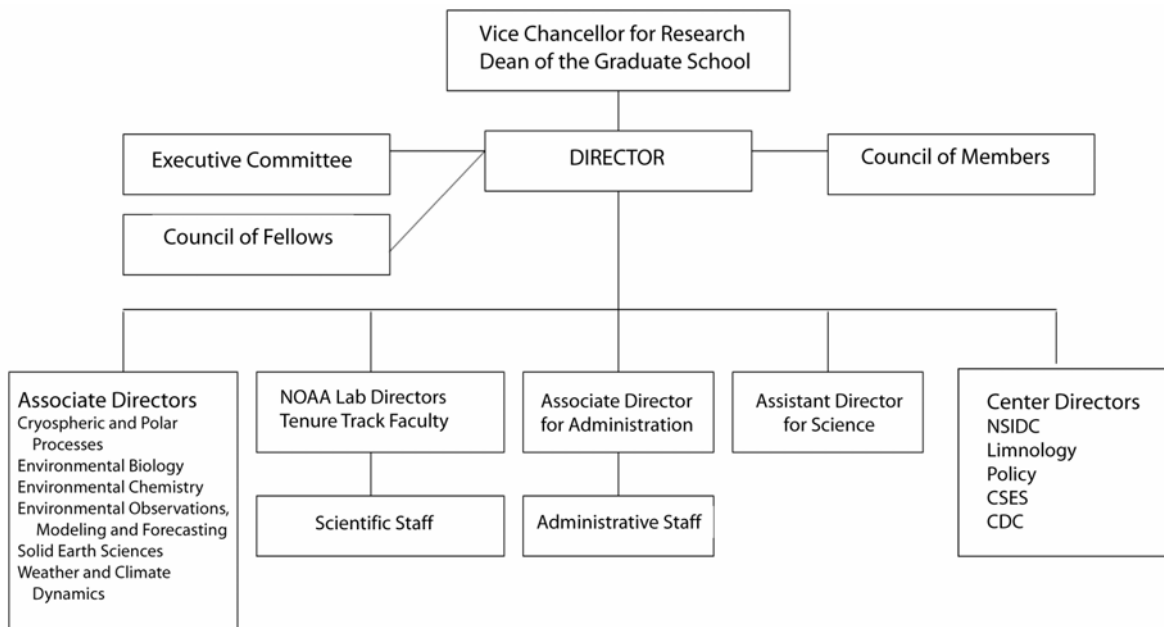 Vice Chancellor for Research
Dean of the Graduate School
Executive Committee
DIRECTOR
Council of Members
Council of Fellows
Associate Directors
Cryospheric and Polar
Processes
Environmental Biology
Environmental Chemistry
Environmental Observations,
Modeling and Forecasting
Solid Earth Sciences
Weather and Climate
Dynamics
NOAA Lab Directors
Tenure Track Faculty
Scientific Staff
Associate Director
for Administration
Administrative Staff
Assistant Director
for Science
Center Directors
NSIDC
Limnology
Policy
CSES
CDC